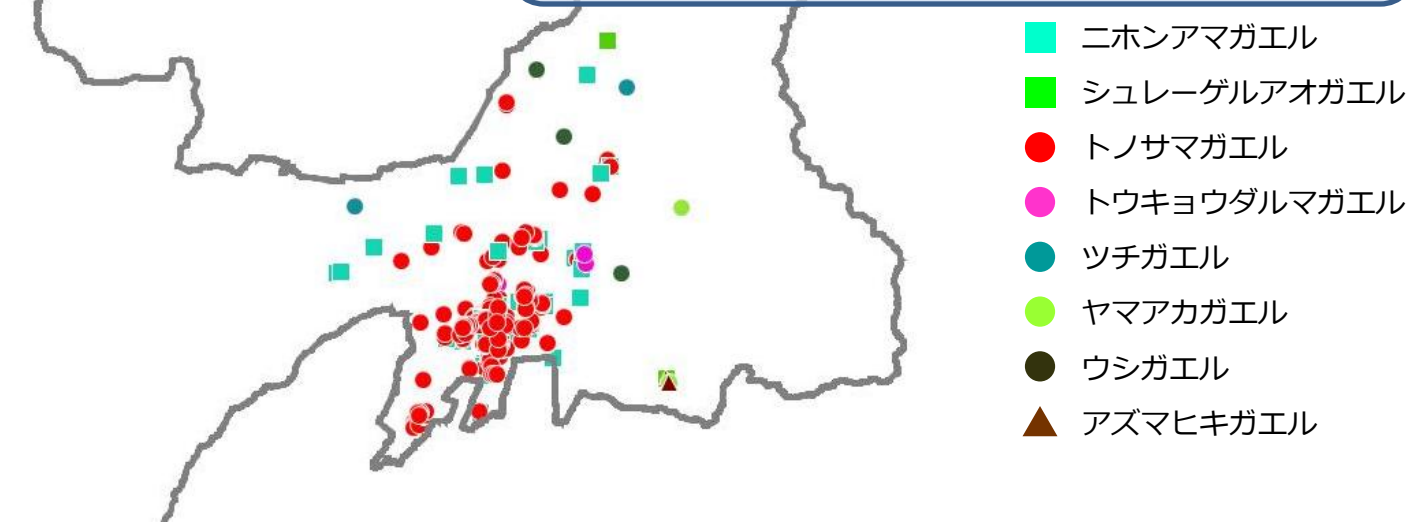 ニホンアマガエル
シュレーゲルアオガエル
トノサマガエル
トウキョウダルマガエル
ツチガエル
ヤマアカガエル
ウシガエル
アズマヒキガエル